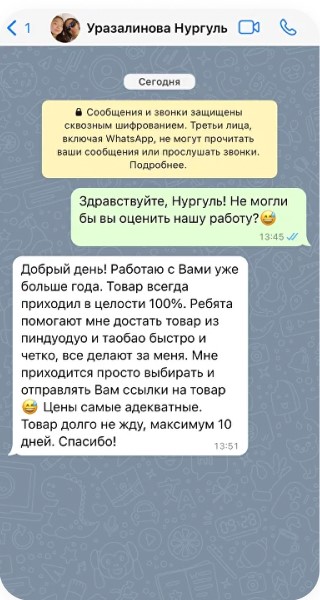 1 Уразалинова Нургуль
Сегодня
Сообщения и звонки защищены
сквозным шифрованием. Третьи лица,
включая WhatsApp, не могут прочитать
ваши сообщения или прослушать звонки.
Подробнее.
Здравствуйте, Нургуль! Не могли
бы вы оценить нашу работу?😅
13:45
Добрый день! Работаю с Вами уже
больше года. Товар всегда
приходил в целости 100%. Ребята
помогают мне достать товар из
пиндуодуо и таобао быстро и
четко, все делают за меня. Мне
приходится просто выбирать и
отправлять Вам ссылки на товар
😅 Цены самые адекватные.
Товар долго не жду, максимум 10
дней. Спасибо!
13:51